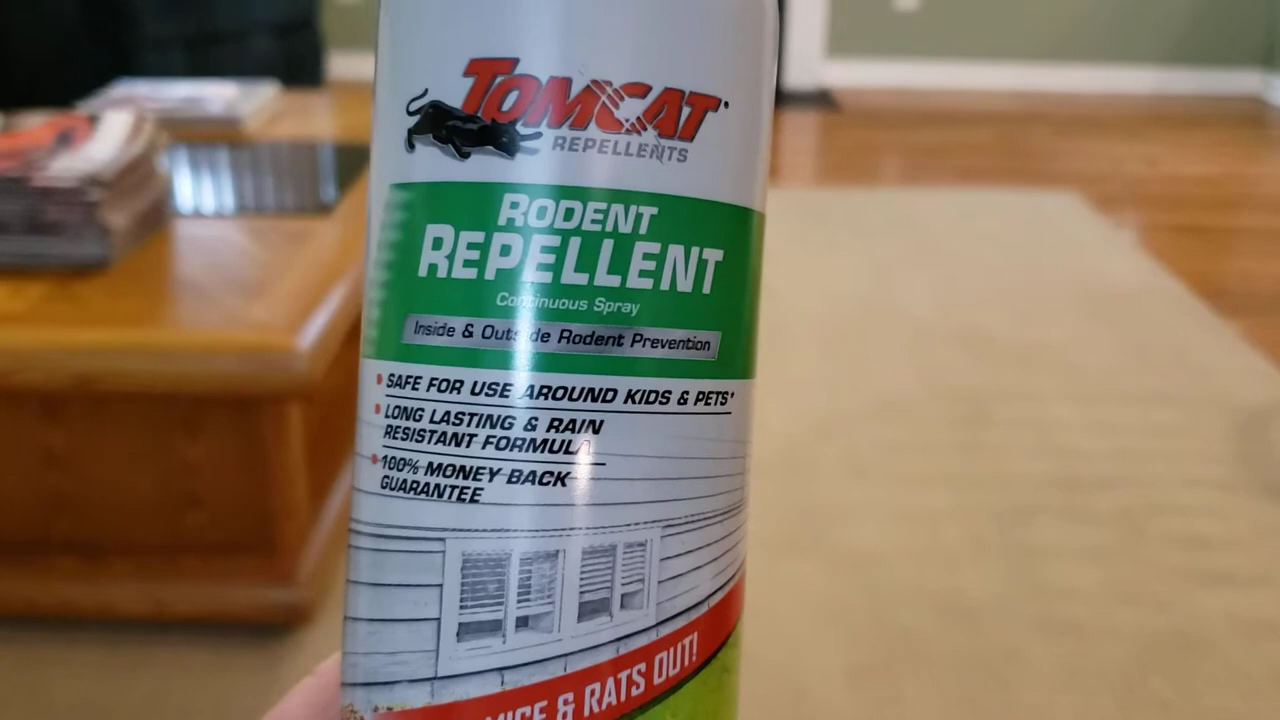 TOMCAT
REPELLENTS
RODENT
REPELLENT
Continuous Spray
Inside & Outside Rodent Prevention
• SAFE FOR USE AROUND KIDS & PETS*
• LONG LASTING & RAIN
RESISTANT FORMULA
• 100% MONEY BACK
GUARANTEE
MICE & RATS OUT!